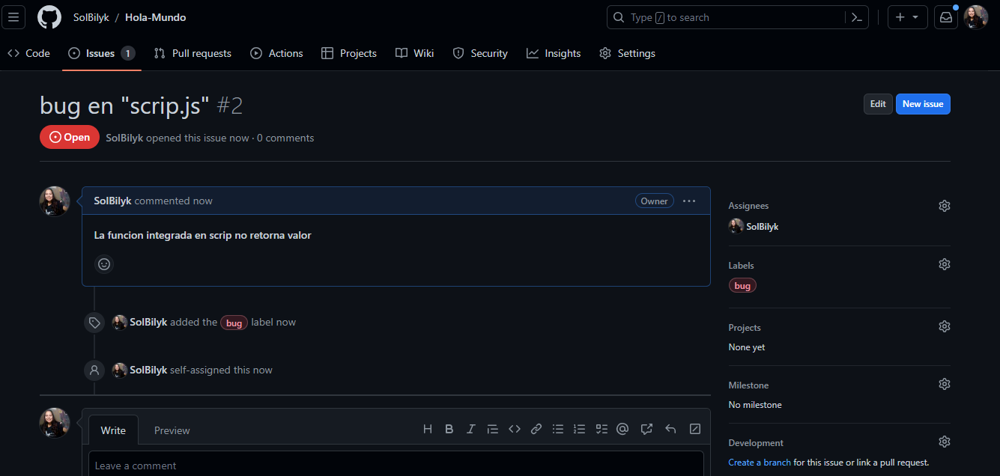 SolBilyk / Hola-Mundo
Type / to search
Code
Issues 1
Pull requests
Actions
Projects
Wiki
Security
Insights
Settings
bug en "scrip.js" #2
Edit
New issue
Open
SolBilyk opened this issue now · 0 comments
SolBilyk commented now
Owner
La funcion integrada en scrip no retorna valor
SolBilyk added the bug label now
SolBilyk self-assigned this now
Write
Preview
Leave a comment
Assignees
SolBilyk
Labels
bug
Projects
None yet
Milestone
No milestone
Development
Create a branch for this issue or link a pull request.